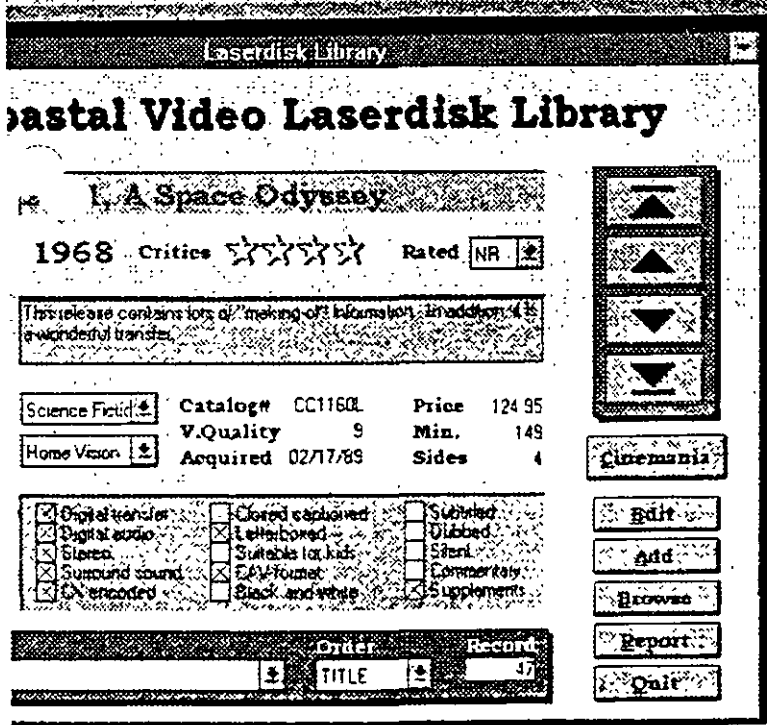 Laserdisk Library
oastal Video Laserdisk Library
1, A Space Odyssey
1968 Critics Rated NR
This release contains lots of "making-of" information. In addition, it is
a wonderful transfer.
Science Fictio Catalog# CC1160L Price 124.95
V.Quality 9 Min. 149
Home Vision Acquired 02/17/89 Sides 4
Cinemania
Digital transfer Closed captioned Subtitled
Digital audio Letterboxed Dubbed
Stereo Suitable for kids Silent
Surround sound CAV format Commentary
CX encoded Black and white Supplements
Edit
Add
Browse
Report
Quit
Order Record
TITLE 47